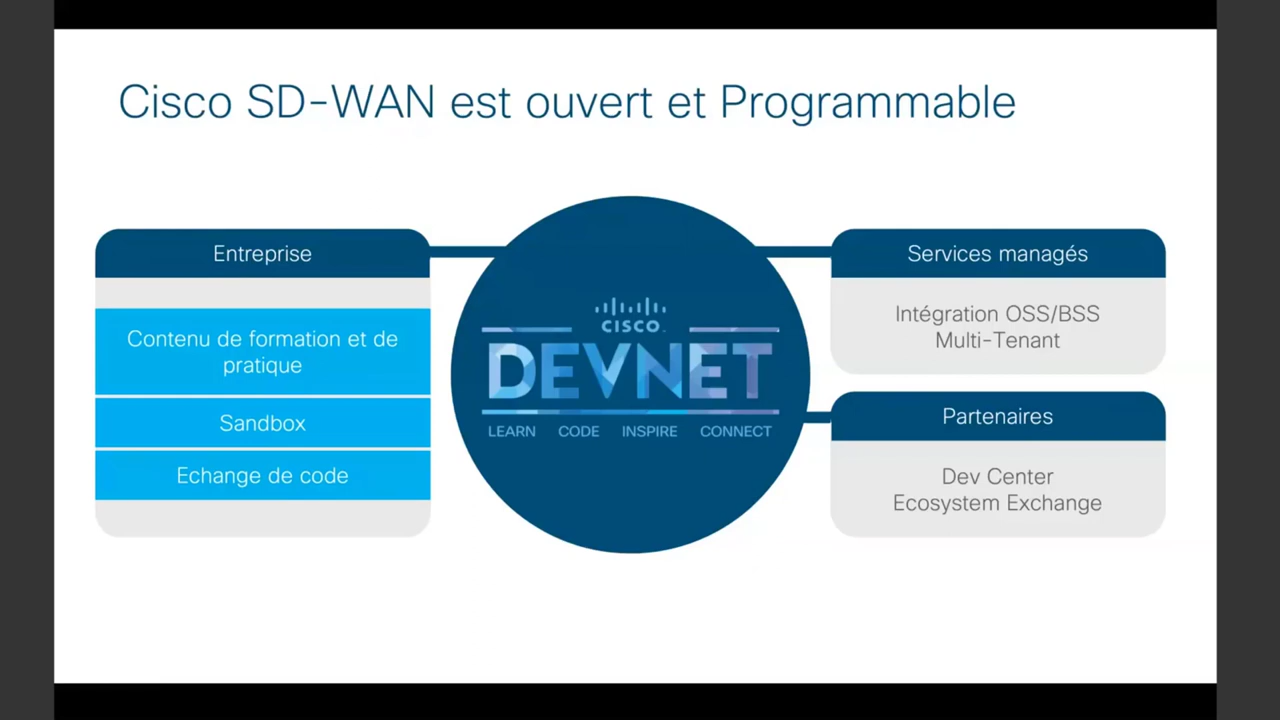 Cisco SD-WAN est ouvert et Programmable
Entreprise
Contenu de formation et de
pratique
Sandbox
Echange de code
CISCO
DEVNET
LEARN CODE INSPIRE CONNECT
Services managés
Intégration OSS/BSS
Multi-Tenant
Partenaires
Dev Center
Ecosystem Exchange